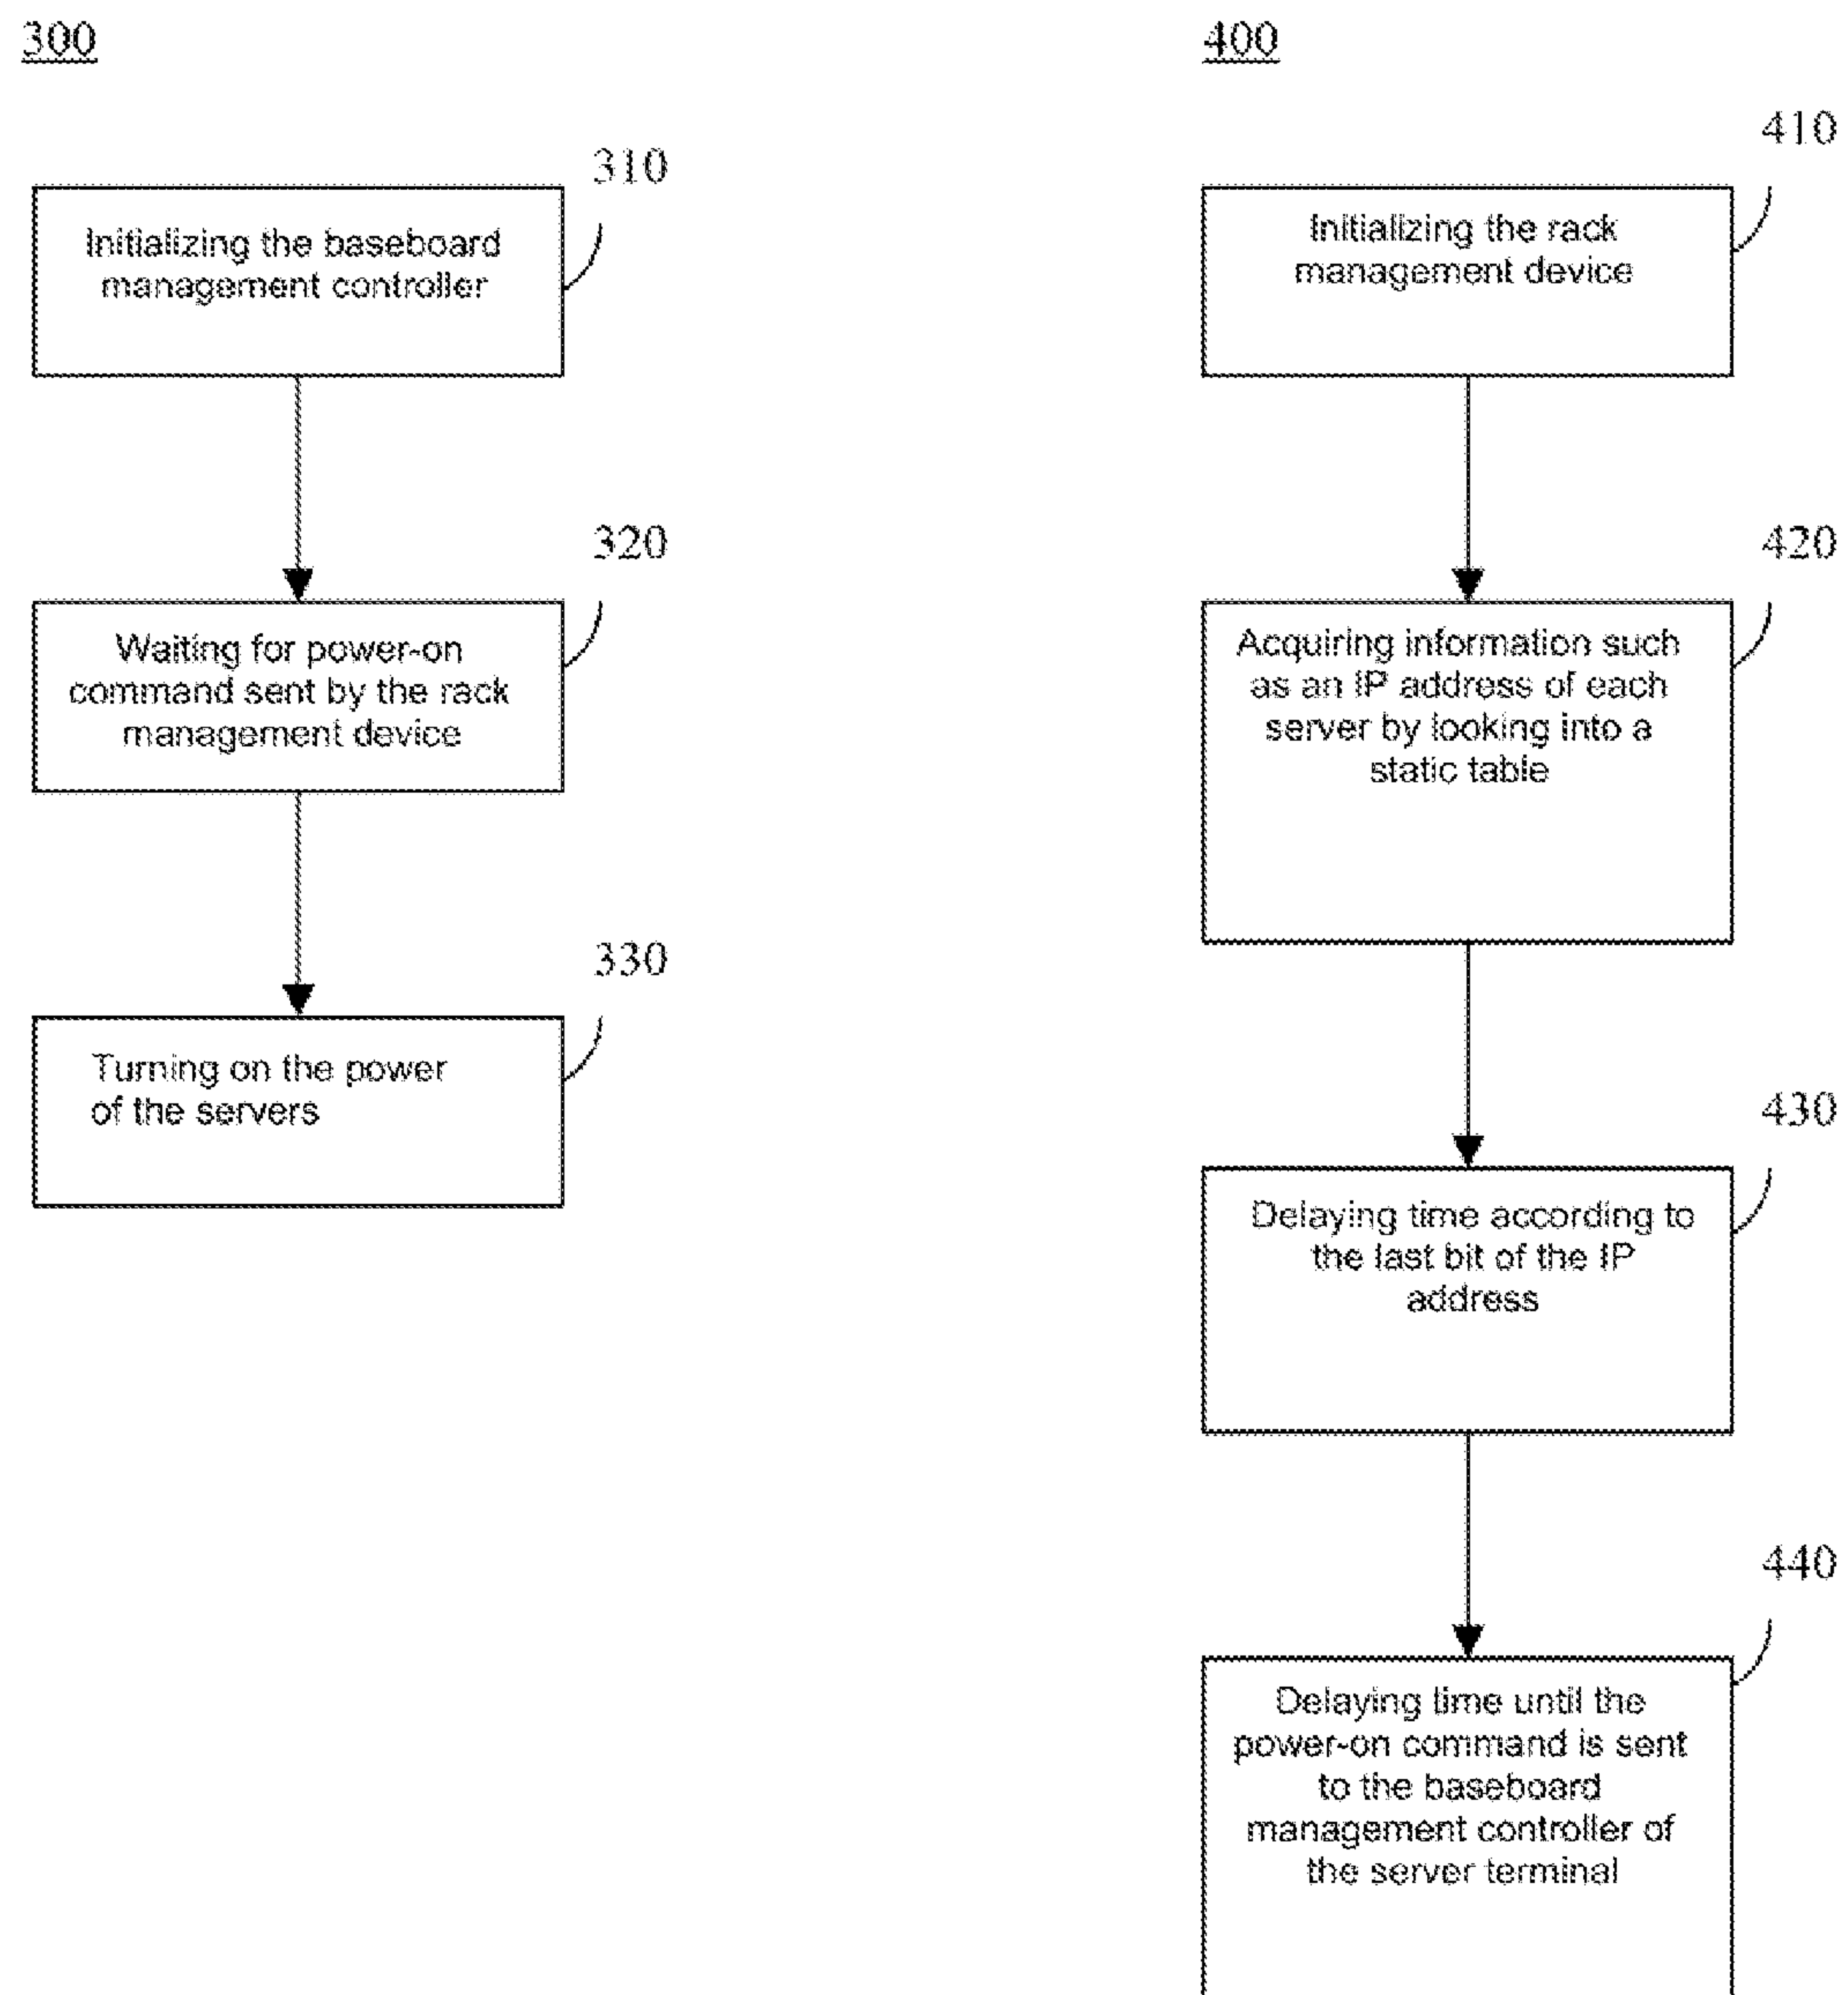 300
310
Initializing the baseboard
management controller
320
Waiting for power-on
command sent by the rack
management device
330
Turning on the power
of the servers
400
410
Initializing the rack
management device
420
Acquiring information such
as an IP address of each
server by looking into a
static table
430
Delaying time according to
the last bit of the IP
address
440
Delaying time until the
power-on command is sent
to the baseboard
management controller of
the server terminal